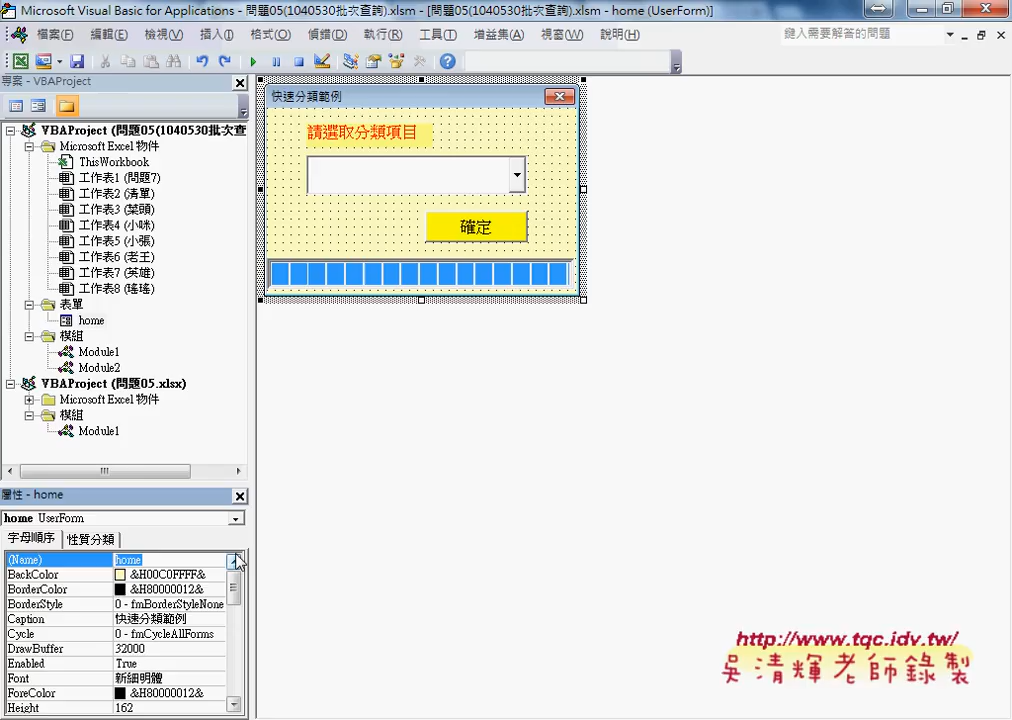 Microsoft Visual Basic for Applications - 問題05(1040530批次查詢).xlsm - [問題05(1040530批次查詢).xlsm - home (UserForm)]
檔案(F) 編輯(E) 檢視(V) 插入(I) 格式(O) 偵錯(D) 執行(R) 工具(T) 增益集(A) 視窗(W) 說明(H) 鍵入需要解答的問題
專案 - VBAProject
VBAProject (問題05(1040530批次查
Microsoft Excel 物件
ThisWorkbook
工作表1 (問題7)
工作表2 (清單)
工作表3 (菜頭)
工作表4 (小咪)
工作表5 (小張)
工作表6 (老王)
工作表7 (英雄)
工作表8 (瑤瑤)
表單
home
模組
Module1
Module2
VBAProject (問題05.xlsx)
Microsoft Excel 物件
模組
Module1
快速分類範例
請選取分類項目
確定
屬性 - home
home UserForm
字母順序 性質分類
(Name) home
BackColor &H00C0FFFF&
BorderColor &H80000012&
BorderStyle 0 - fmBorderStyleNone
Caption 快速分類範例
Cycle 0 - fmCycleAllForms
DrawBuffer 32000
Enabled True
Font 新細明體
ForeColor &H80000012&
Height 162
http://www.tqc.idv.tw/
吳清輝老師錄製